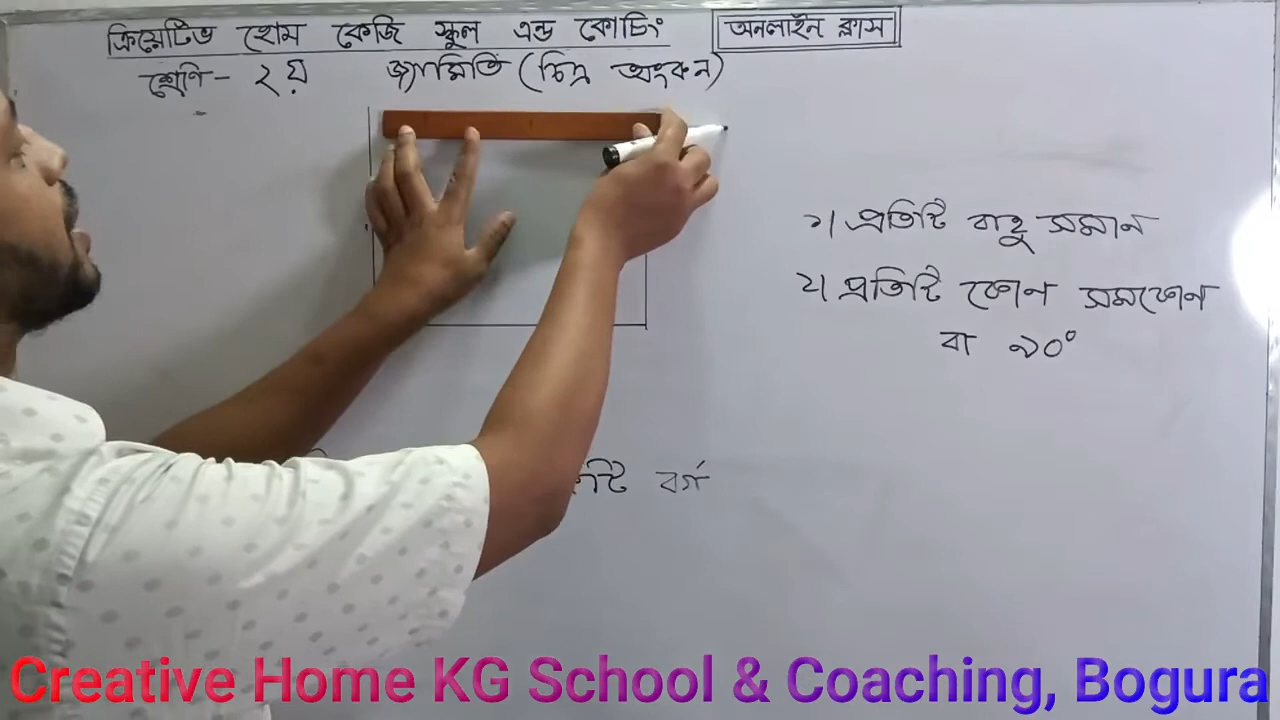 ক্রিয়েটিভ হোম কেজি স্কুল এন্ড কোচিং
অনলাইন ক্লাস
শ্রেণি - ২য় জ্যামিতি (চিত্র অংকন)
১) প্রতিটি বাহু সমান
২) প্রতিটি কোন সমকোন
বা ৯০°
বর্গ
Creative Home KG School & Coaching, Bogura